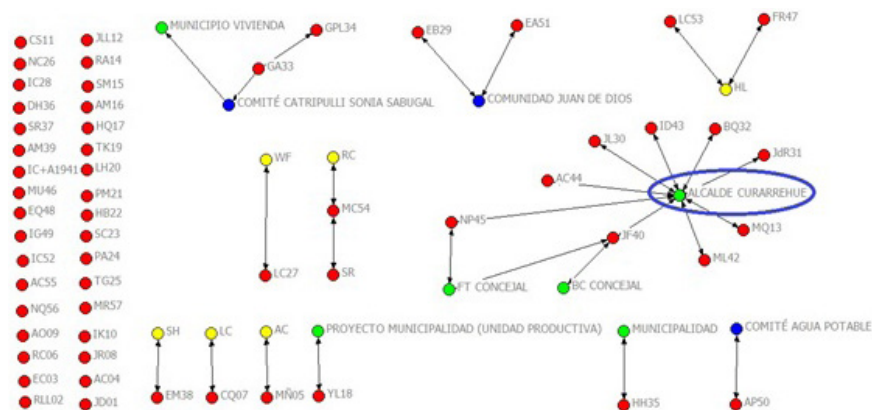 CS11
NC26
IC28
DH36
SR37
AM39
IC+A1941
MU46
EQ48
IG49
IC52
AC55
NQ56
AO09
RC06
EC03
RLL02
JLL12
RA14
SM15
AM16
HQ17
TK19
LH20
PM21
HB22
SC23
PA24
TG25
MR57
IK10
JR08
AC04
JD01
MUNICIPIO VIVIENDA
GPL34
GA33
COMITÉ CATRIPULLI SONIA SABUGAL
EB29
EA51
COMUNIDAD JUAN DE DIOS
LC53
FR47
HL
WF
LC27
RC
MC54
SR
JL30
ID43
BQ32
JdR31
AC44
ALCALDE CURARREHUE
NP45
JF40
MQ13
ML42
FT CONCEJAL
BC CONCEJAL
SH
LC
AC
PROYECTO MUNICIPALIDAD (UNIDAD PRODUCTIVA)
MUNICIPALIDAD
COMITÉ AGUA POTABLE
EM38
CQ07
MÑ05
YL18
HH35
AP50